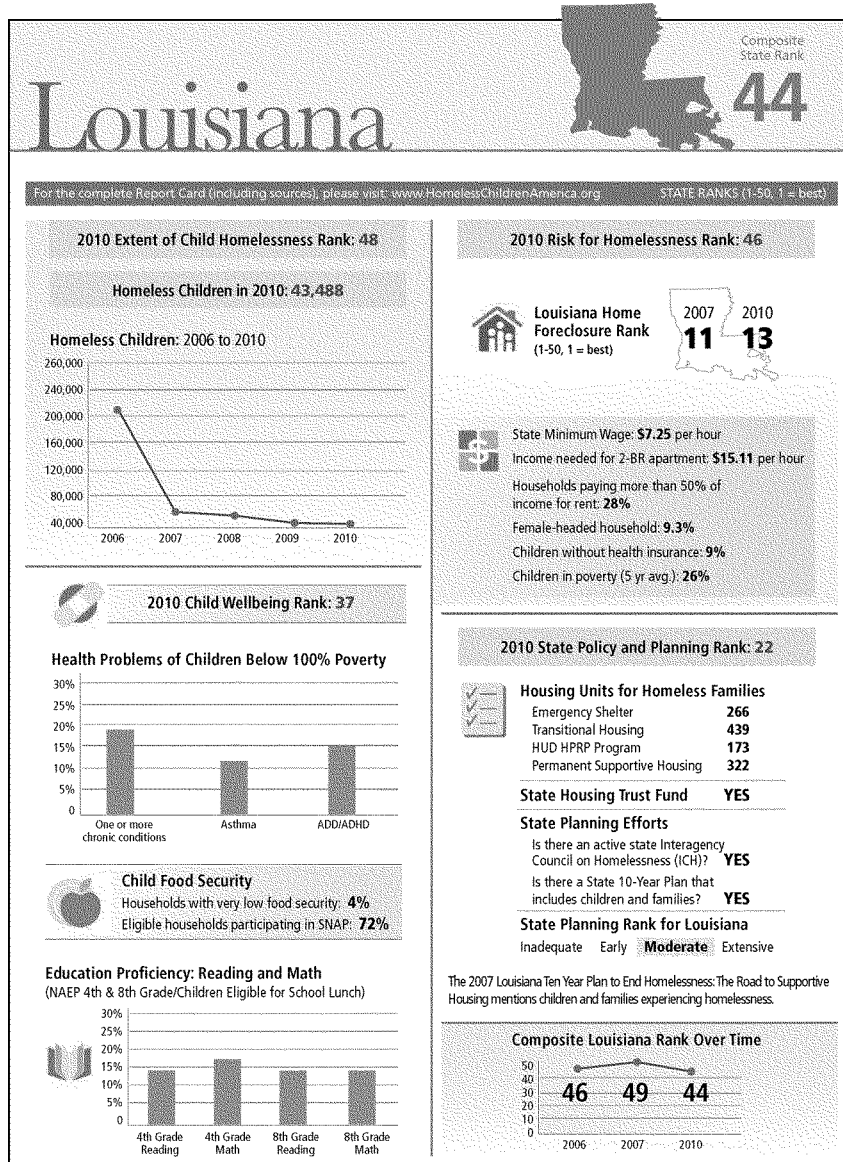 Composite
State Rank
44
Louisiana
For the complete Report Card (including sources), please visit: www.HomelessChildrenAmerica.org STATE RANKS (1-50, 1 = best)
2010 Extent of Child Homelessness Rank: 48
Homeless Children in 2010: 43,488
Homeless Children: 2006 to 2010
260,000
240,000
200,000
160,000
120,000
80,000
40,000
2006 2007 2008 2009 2010
2010 Child Wellbeing Rank: 37
Health Problems of Children Below 100% Poverty
30%
25%
20%
15%
10%
5%
0
One or more
chronic conditions
Asthma
ADD/ADHD
Child Food Security
Households with very low food security: 4%
Eligible households participating in SNAP: 72%
Education Proficiency: Reading and Math
(NAEP 4th & 8th Grade/Children Eligible for School Lunch)
30%
25%
20%
15%
10%
5%
0
4th Grade
Reading
4th Grade
Math
8th Grade
Reading
8th Grade
Math
2010 Risk for Homelessness Rank: 46
Louisiana Home
Foreclosure Rank
(1-50, 1 = best)
2007 2010
11 13
$
State Minimum Wage: $7.25 per hour
Income needed for 2-BR apartment: $15.11 per hour
Households paying more than 50% of
income for rent: 28%
Female-headed household: 9.3%
Children without health insurance: 9%
Children in poverty (5 yr avg.): 26%
2010 State Policy and Planning Rank: 22
Housing Units for Homeless Families
Emergency Shelter 266
Transitional Housing 439
HUD HPRP Program 173
Permanent Supportive Housing 322
State Housing Trust Fund YES
State Planning Efforts
Is there an active state Interagency
Council on Homelessness (ICH)? YES
Is there a State 10-Year Plan that
includes children and families? YES
State Planning Rank for Louisiana
Inadequate Early Moderate Extensive
The 2007 Louisiana Ten Year Plan to End Homelessness: The Road to Supportive
Housing mentions children and families experiencing homelessness.
Composite Louisiana Rank Over Time
50
40
30
20
10
0
46 49 44
2006 2007 2010